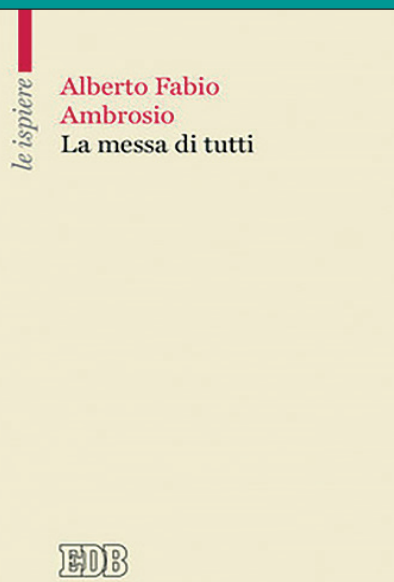 le ispiere
Alberto Fabio
Ambrosio
La messa di tutti
EDB